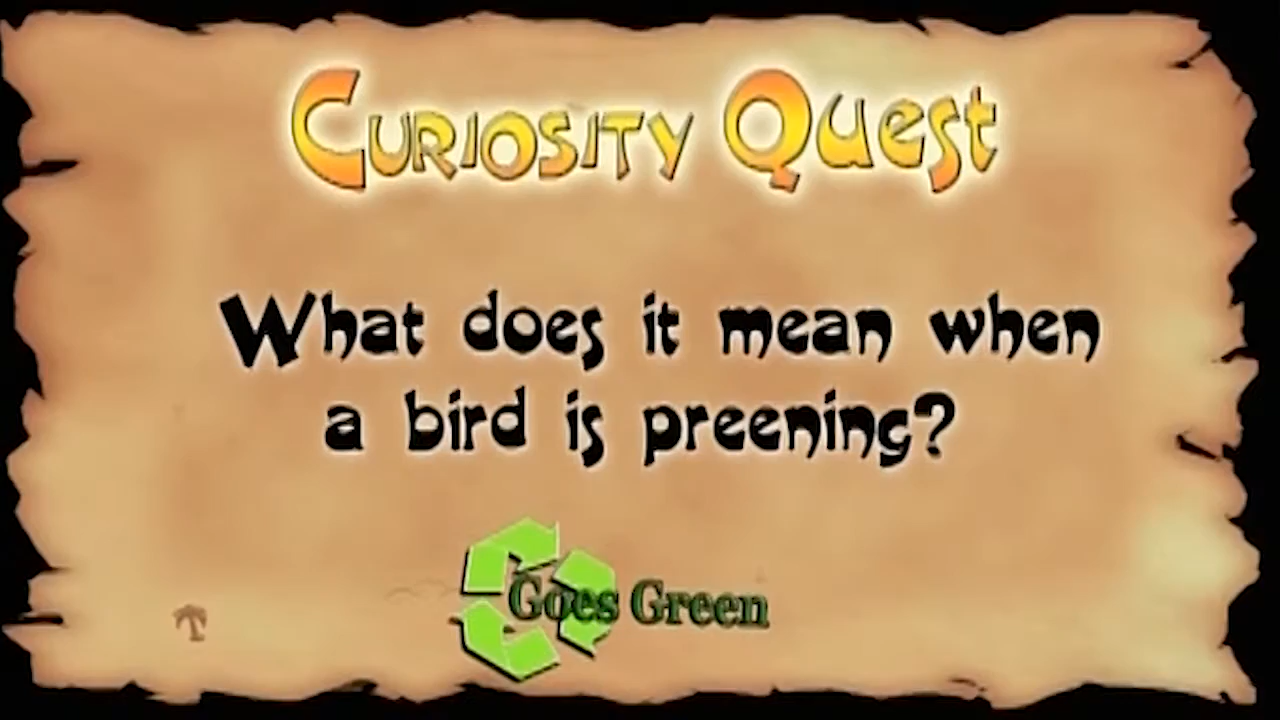 Curiosity Quest
What does it mean when
a bird is preening?
Goes Green